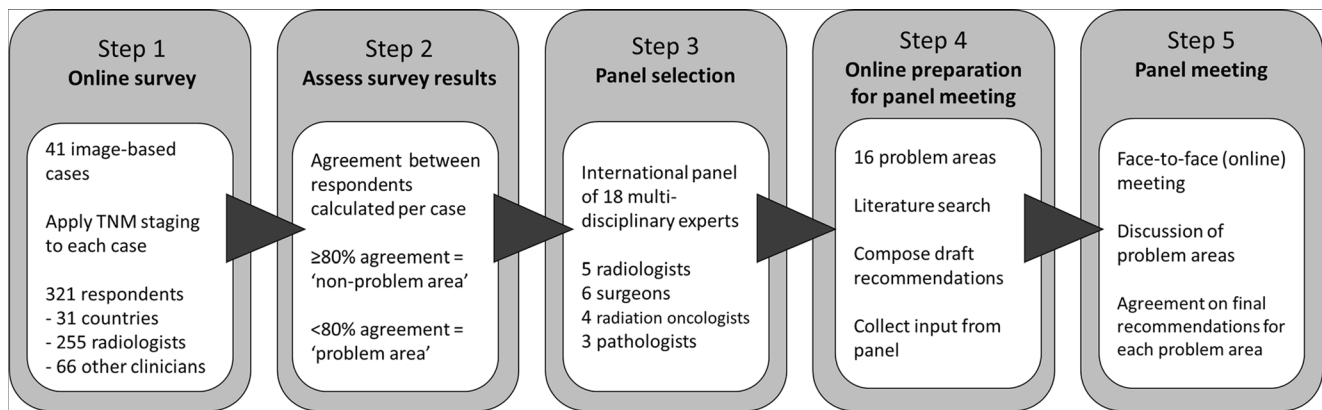 Step 1
Online survey
41 image-based
cases
Apply TNM staging
to each case
321 respondents
- 31 countries
- 255 radiologists
- 66 other clinicians
Step 2
Assess survey results
Agreement between
respondents
calculated per case
≥80% agreement =
‘non-problem area’
<80% agreement =
‘problem area’
Step 3
Panel selection
International panel
of 18 multi-
disciplinary experts
5 radiologists
6 surgeons
4 radiation oncologists
3 pathologists
Step 4
Online preparation
for panel meeting
16 problem areas
Literature search
Compose draft
recommendations
Collect input from
panel
Step 5
Panel meeting
Face-to-face (online)
meeting
Discussion of
problem areas
Agreement on final
recommendations for
each problem area